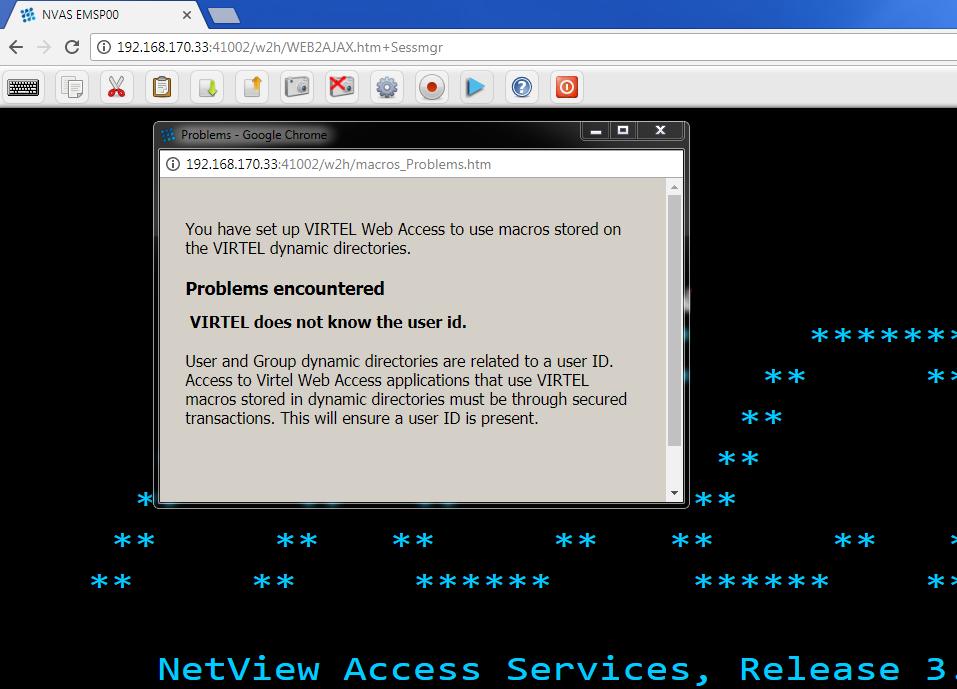 NVAS EMSP00
192.168.170.33:41002/w2h/WEB2AJAX.htm+Sessmgr
Problems - Google Chrome
192.168.170.33:41002/w2h/macros_Problems.htm
You have set up VIRTEL Web Access to use macros stored on
the VIRTEL dynamic directories.
Problems encountered
VIRTEL does not know the user id.
User and Group dynamic directories are related to a user ID.
Access to Virtel Web Access applications that use VIRTEL
macros stored in dynamic directories must be through secured
transactions. This will ensure a user ID is present.
*******
** **
**
**
* **
** ** ** ** ** ** *
** ** ****** ****** **
NetView Access Services, Release 3.